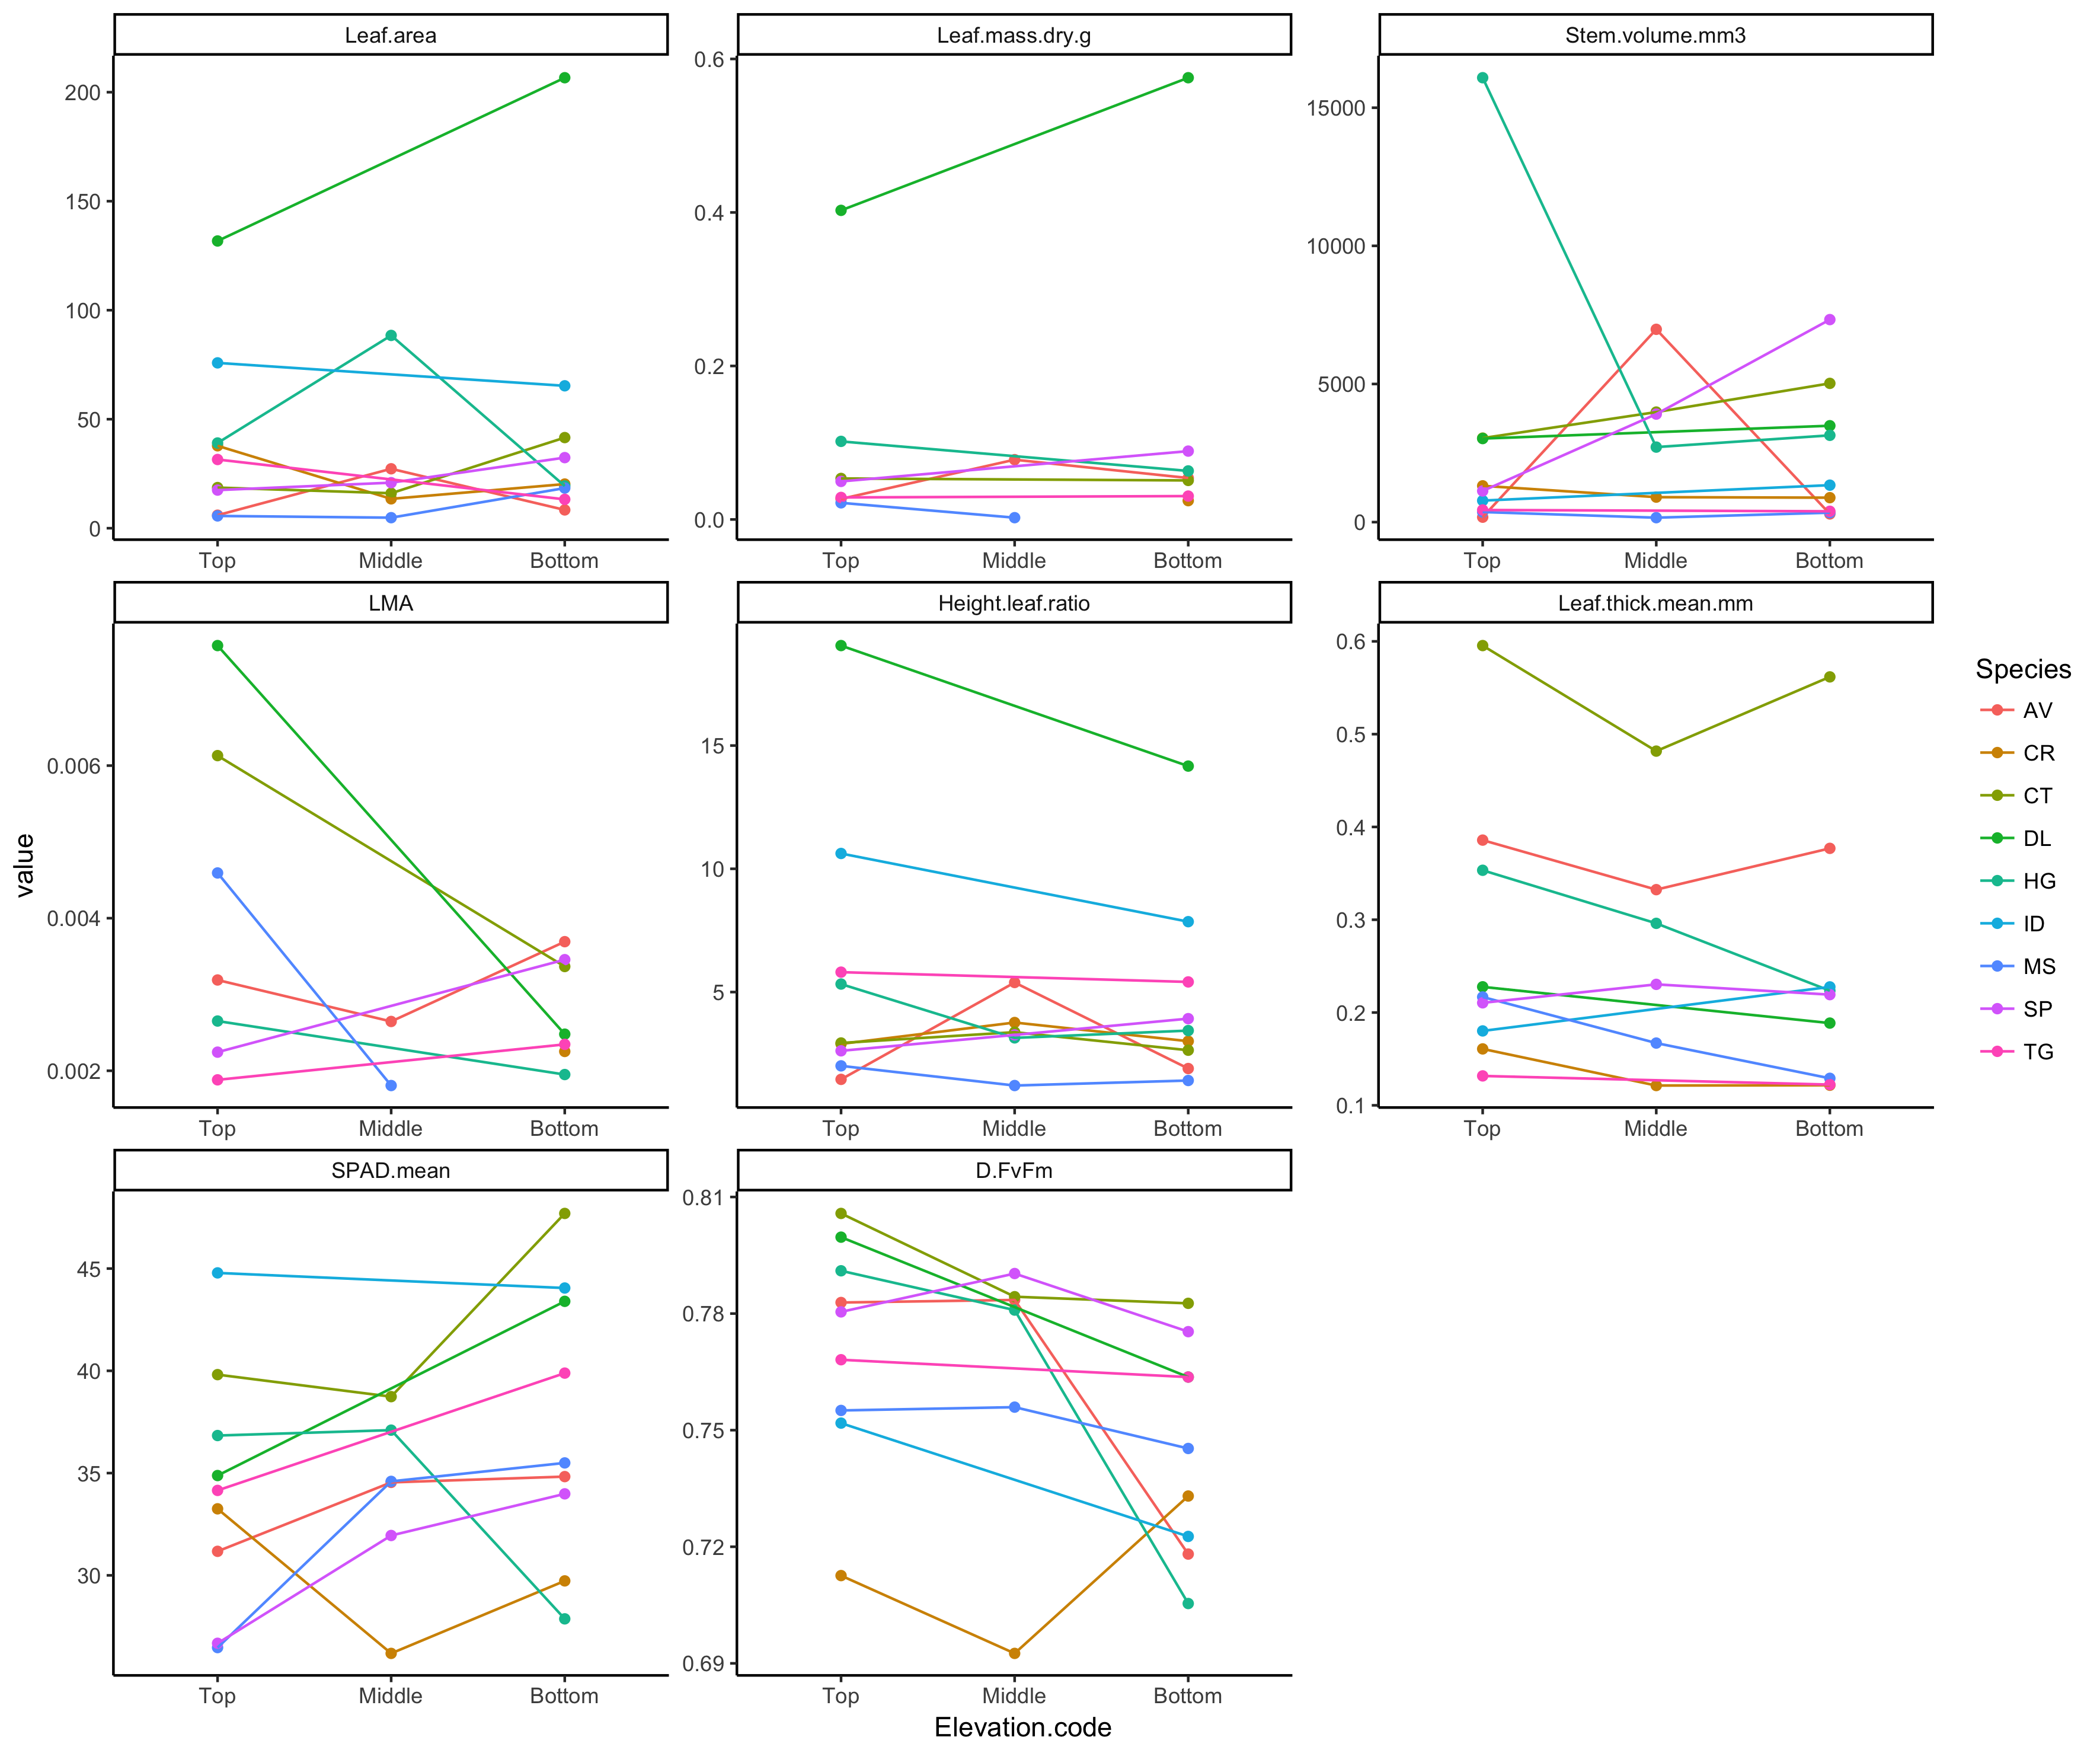 Leaf.area
Leaf.mass.dry.g
Stem.volume.mm3
200
150
100
50
0
Top Middle Bottom
0.6
0.4
0.2
0.0
Top Middle Bottom
15000
10000
5000
0
Top Middle Bottom
LMA
Height.leaf.ratio
Leaf.thick.mean.mm
value
0.006
0.004
0.002
Top Middle Bottom
15
10
5
Top Middle Bottom
0.6
0.5
0.4
0.3
0.2
0.1
Top Middle Bottom
Species
AV
CR
CT
DL
HG
ID
MS
SP
TG
SPAD.mean
D.FvFm
45
40
35
30
Top Middle Bottom
0.81
0.78
0.75
0.72
0.69
Top Middle Bottom
Elevation.code